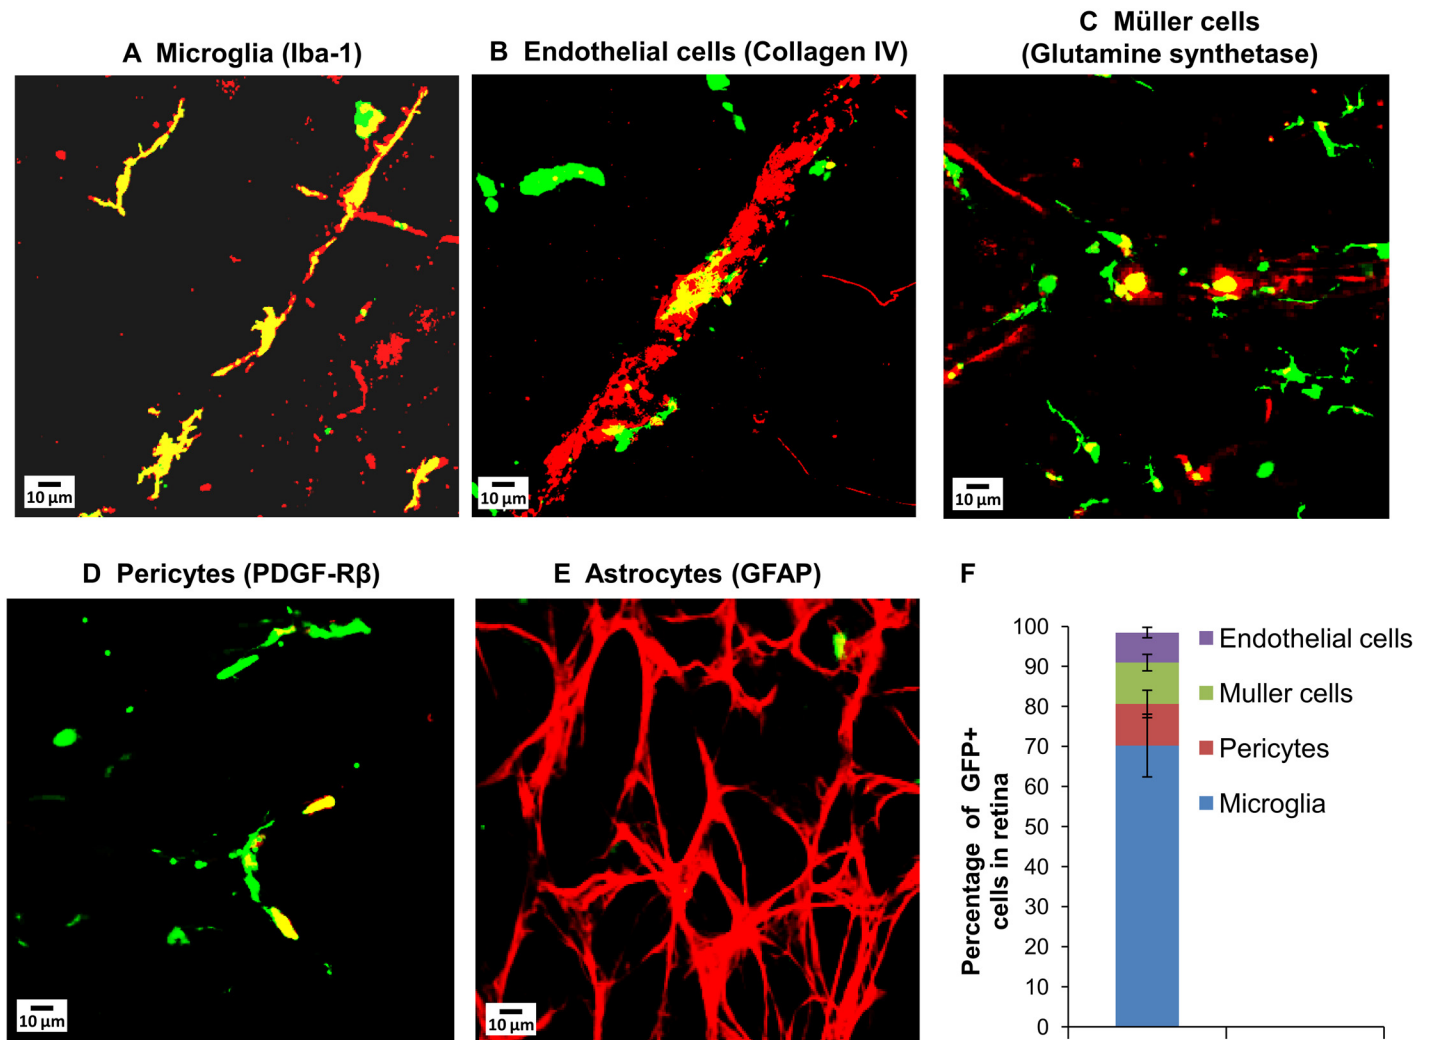 A Microglia (Iba-1)
B Endothelial cells (Collagen IV)
C Müller cells
(Glutamine synthetase)
10 µm
10 µm
10 µm
D Pericytes (PDGF-Rβ)
E Astrocytes (GFAP)
F
10 µm
10 µm
Percentage of GFP+
cells in retina
100
90
80
70
60
50
40
30
20
10
0
Endothelial cells
Muller cells
Pericytes
Microglia